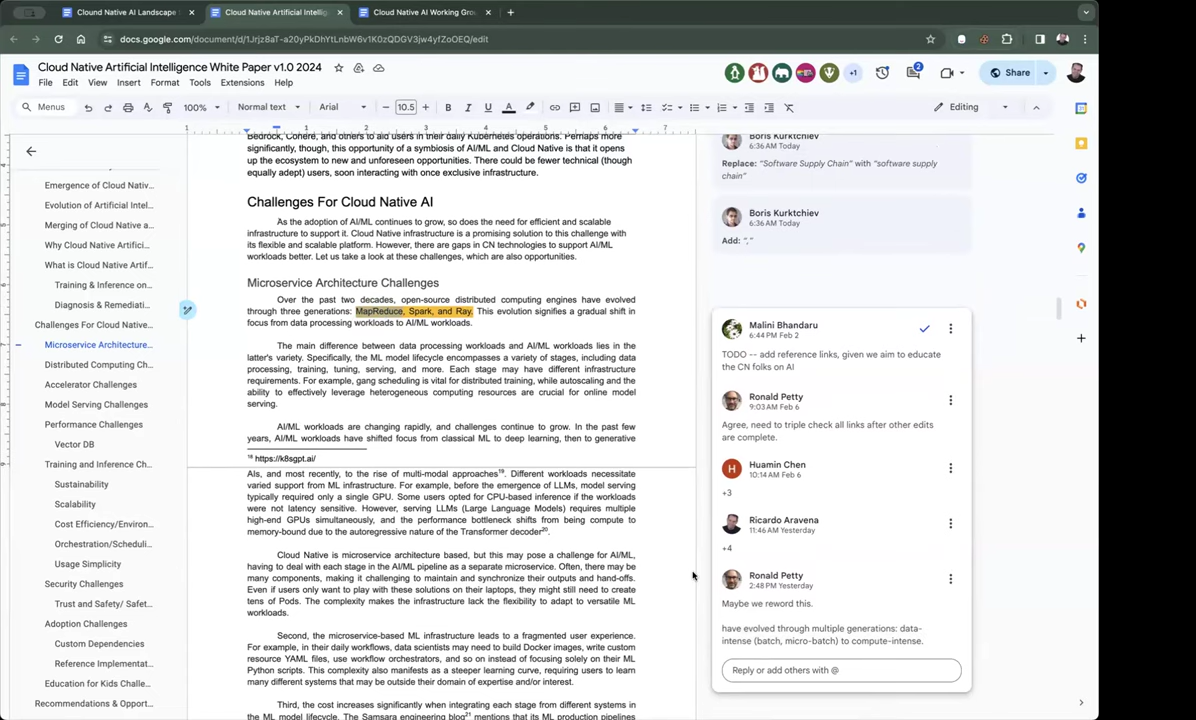 Cloud Native AI Landscape
Cloud Native Artificial Intellig
Cloud Native AI Working Gro
docs.google.com/document/d/1Jrjz8aT-a20yPkDhYtLnbW6v1K0zQDGV3jw4yfZoOEQ/edit
Cloud Native Artificial Intelligence White Paper v1.0 2024
File Edit View Insert Format Tools Extensions Help
+1
2
Share
Menus
100%
Normal text
Arial
10.5
B I U A
Editing
1 1 2 3 4 5 6 7
Emergence of Cloud Nativ...
Evolution of Artificial Intel...
Merging of Cloud Native a...
Why Cloud Native Artifici...
What is Cloud Native Artif...
Training & Inference on...
Diagnosis & Remediati...
Challenges For Cloud Native...
Microservice Architecture...
Distributed Computing Ch...
Accelerator Challenges
Model Serving Challenges
Performance Challenges
Vector DB
Training and Inference Ch...
Sustainability
Scalability
Cost Efficiency/Environ...
Orchestration/Scheduli...
Usage Simplicity
Security Challenges
Trust and Safety/ Safet...
Adoption Challenges
Custom Dependencies
Reference Implementat...
Education for Kids Challe...
Recommendations & Opport...
Bedrock, Cohere, and others to aid users in their daily Kubernetes operations. Perhaps more
significantly, though, this opportunity of a symbiosis of AI/ML and Cloud Native is that it opens
up the ecosystem to new and unforeseen opportunities. There could be fewer technical (though
equally adept) users, soon interacting with once exclusive infrastructure.
Challenges For Cloud Native AI
As the adoption of AI/ML continues to grow, so does the need for efficient and scalable
infrastructure to support it. Cloud Native infrastructure is a promising solution to this challenge with
its flexible and scalable platform. However, there are gaps in CN technologies to support AI/ML
workloads better. Let us take a look at these challenges, which are also opportunities.
Microservice Architecture Challenges
Over the past two decades, open-source distributed computing engines have evolved
through three generations: MapReduce, Spark, and Ray. This evolution signifies a gradual shift in
focus from data processing workloads to AI/ML workloads.
The main difference between data processing workloads and AI/ML workloads lies in the
latter's variety. Specifically, the ML model lifecycle encompasses a variety of stages, including data
processing, training, tuning, serving, and more. Each stage may have different infrastructure
requirements. For example, gang scheduling is vital for distributed training, while autoscaling and the
ability to effectively leverage heterogeneous computing resources are crucial for online model
serving.
AI/ML workloads are changing rapidly, and challenges continue to grow. In the past few
years, AI/ML workloads have shifted focus from classical ML to deep learning, then to generative
18 https://k8sgpt.ai/
AIs, and most recently, to the rise of multi-modal approaches19. Different workloads necessitate
varied support from ML infrastructure. For example, before the emergence of LLMs, model serving
typically required only a single GPU. Some users opted for CPU-based inference if the workloads
were not latency sensitive. However, serving LLMs (Large Language Models) requires multiple
high-end GPUs simultaneously, and the performance bottleneck shifts from being compute to
memory-bound due to the autoregressive nature of the Transformer decoder20.
Cloud Native is microservice architecture based, but this may pose a challenge for AI/ML,
having to deal with each stage in the AI/ML pipeline as a separate microservice. Often, there may be
many components, making it challenging to maintain and synchronize their outputs and hand-offs.
Even if users only want to play with these solutions on their laptops, they might still need to create
tens of Pods. The complexity makes the infrastructure lack the flexibility to adapt to versatile ML
workloads.
Second, the microservice-based ML infrastructure leads to a fragmented user experience.
For example, in their daily workflows, data scientists may need to build Docker images, write custom
resource YAML files, use workflow orchestrators, and so on instead of focusing solely on their ML
Python scripts. This complexity also manifests as a steeper learning curve, requiring users to learn
many different systems that may be outside their domain of expertise and/or interest.
Third, the cost increases significantly when integrating each stage from different systems in
the ML model lifecycle. The Samsara engineering blog21 mentions that its ML production pipelines
Boris Kurktchiev
6:36 AM Today
Replace: "Software Supply Chain" with "software supply
chain"
Boris Kurktchiev
6:36 AM Today
Add: ","
Malini Bhandaru
6:44 PM Feb 2
TODO -- add reference links, given we aim to educate
the CN folks on AI
Ronald Petty
9:03 AM Feb 6
Agree, need to triple check all links after other edits
are complete.
H
Huamin Chen
10:14 AM Feb 6
+3
Ricardo Aravena
11:46 AM Yesterday
+4
Ronald Petty
2:48 PM Yesterday
Maybe we reword this.
have evolved through multiple generations: data-
intense (batch, micro-batch) to compute-intense.
Reply or add others with @